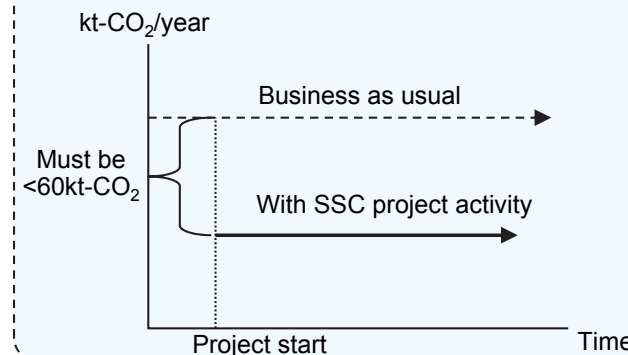 kt-CO₂/year
Business as usual
Must be
<60kt-CO₂
With SSC project activity
Project start
Time